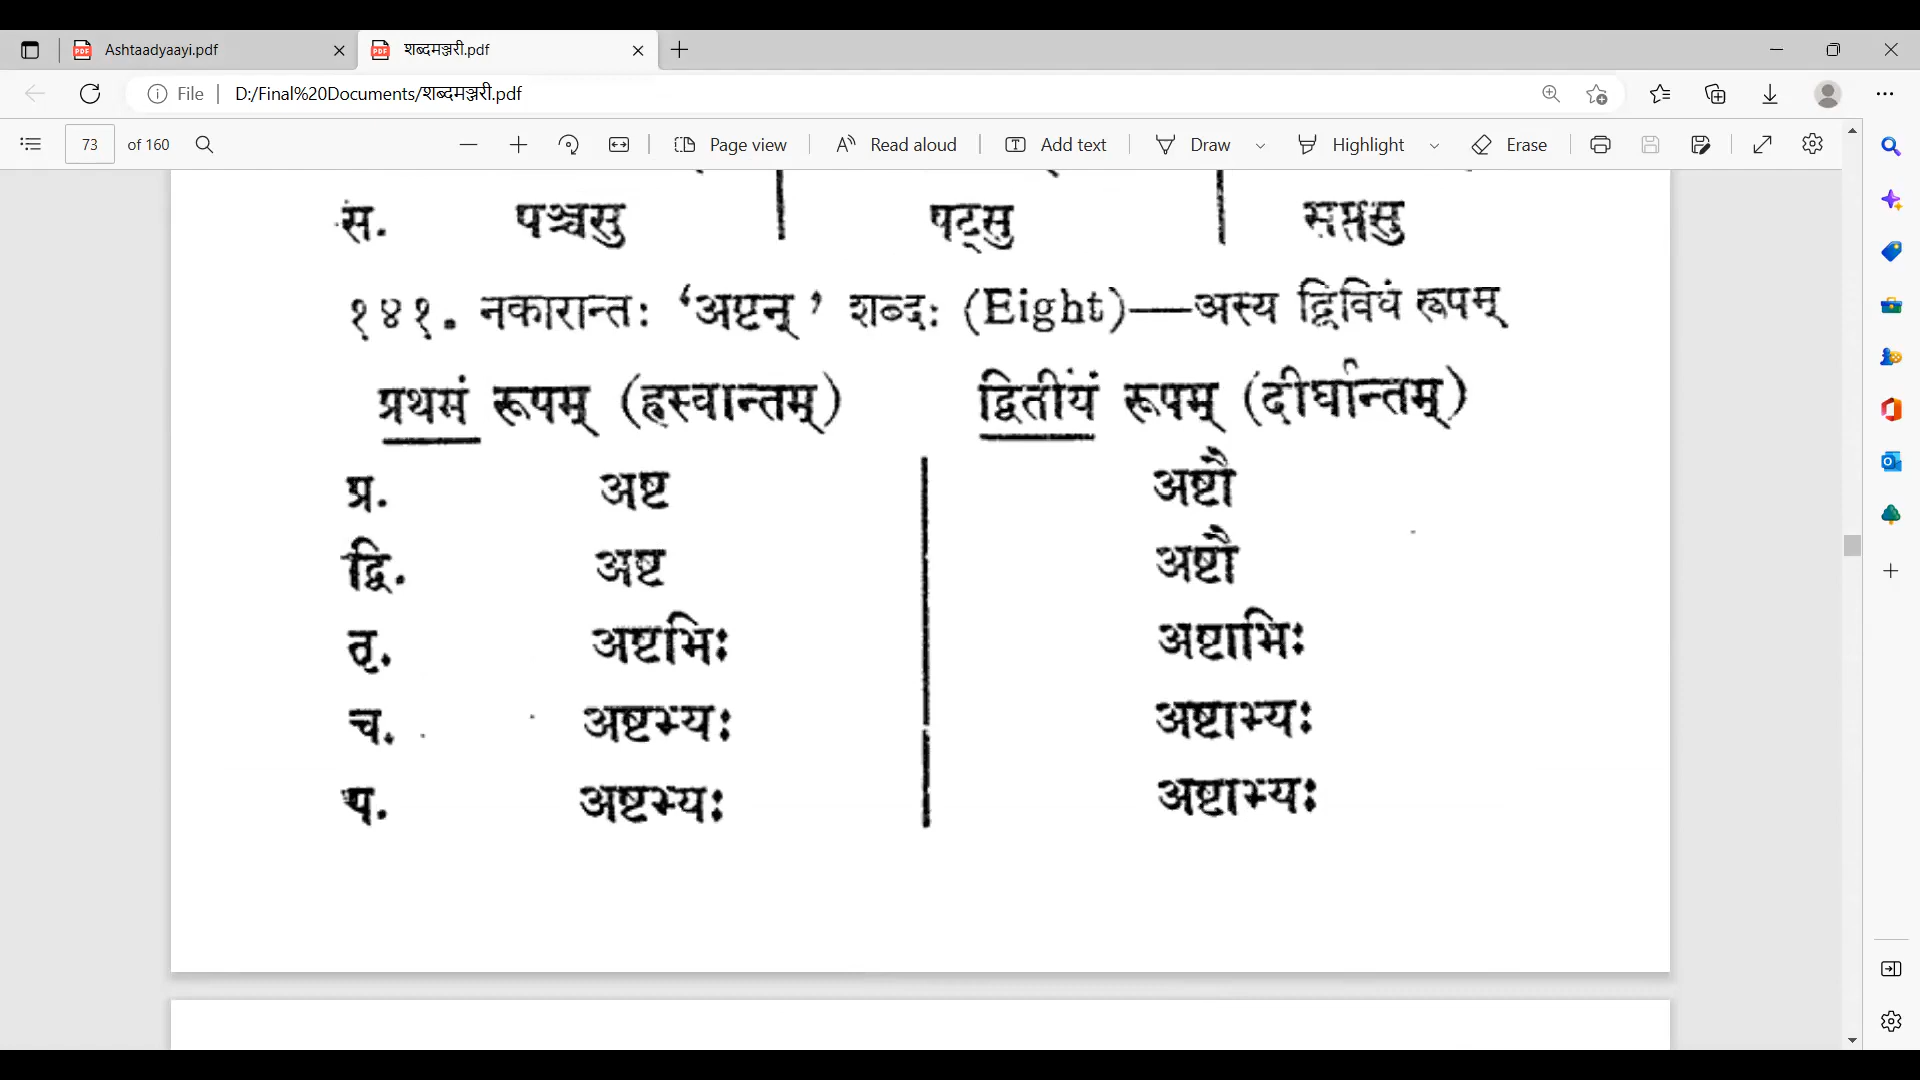 Ashtaadyaayi.pdf
शब्दमञ्जरी.pdf
File
D:/Final%20Documents/शब्दमञ्जरी.pdf
73 of 160
Page view
Read aloud
Add text
Draw
Highlight
Erase
स. पञ्चसु षट्सु सप्तसु
१४१. नकारान्तः ‘अष्टन्’ शब्दः (Eight)—अस्य द्विविधं रूपम्
प्रथमं रूपम् (ह्रस्वान्तम्) द्वितीयं रूपम् (दीर्घान्तम्)
प्र. अष्ट अष्टौ
द्वि. अष्ट अष्टौ
तृ. अष्टभिः अष्टाभिः
च. अष्टभ्यः अष्टाभ्यः
प. अष्टभ्यः अष्टाभ्यः